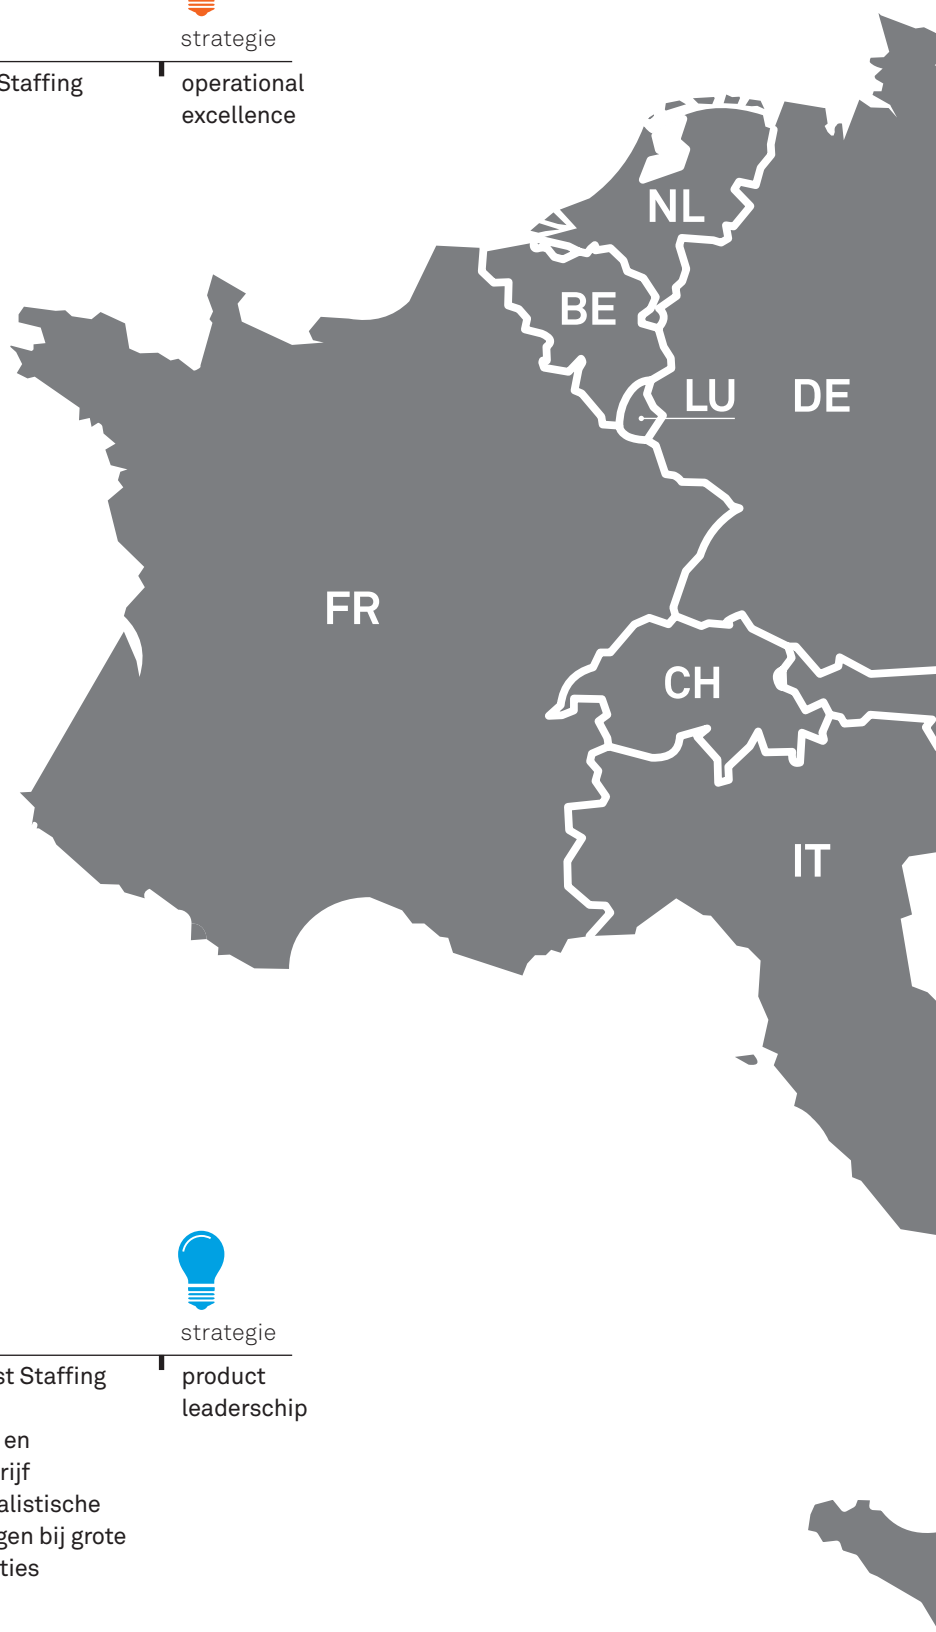 strategie
Staffing
operational
excellence
NL
BE
LU
DE
FR
CH
IT
strategie
st Staffing
product
leaderschip
en
rijf
alistische
gen bij grote
ties